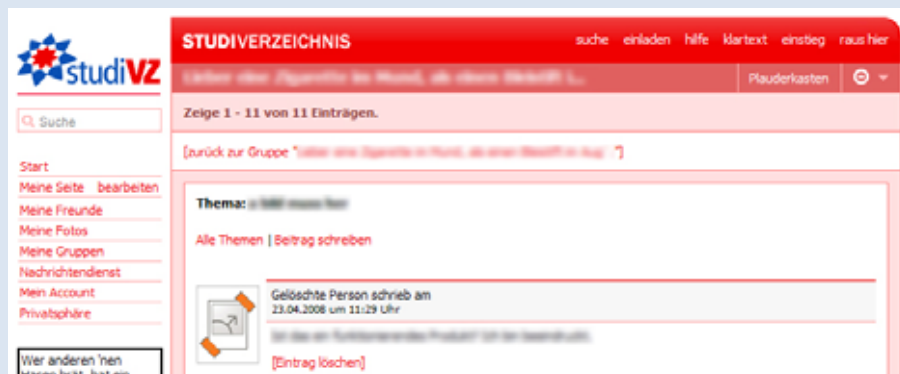 studiVZ
STUDIVERZEICHNIS
suche einladen hilfe klartext einstieg raus hier
Plauderkasten
Suche
Zeige 1 - 11 von 11 Einträgen.
[zurück zur Gruppe " "]
Start
Meine Seite bearbeiten
Meine Freunde
Meine Fotos
Meine Gruppen
Nachrichtendienst
Mein Account
Privatsphäre
Thema:
Alle Themen | Beitrag schreiben
Gelöschte Person schrieb am
23.04.2008 um 11:29 Uhr
[Eintrag löschen]
Wer anderen 'nen